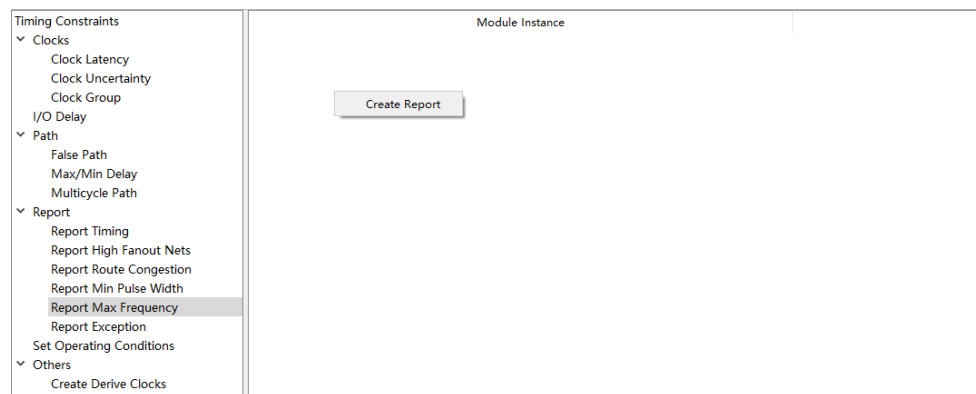 Timing Constraints
Clocks
Clock Latency
Clock Uncertainty
Clock Group
I/O Delay
Path
False Path
Max/Min Delay
Multicycle Path
Report
Report Timing
Report High Fanout Nets
Report Route Congestion
Report Min Pulse Width
Report Max Frequency
Report Exception
Set Operating Conditions
Others
Create Derive Clocks
Module Instance
Create Report